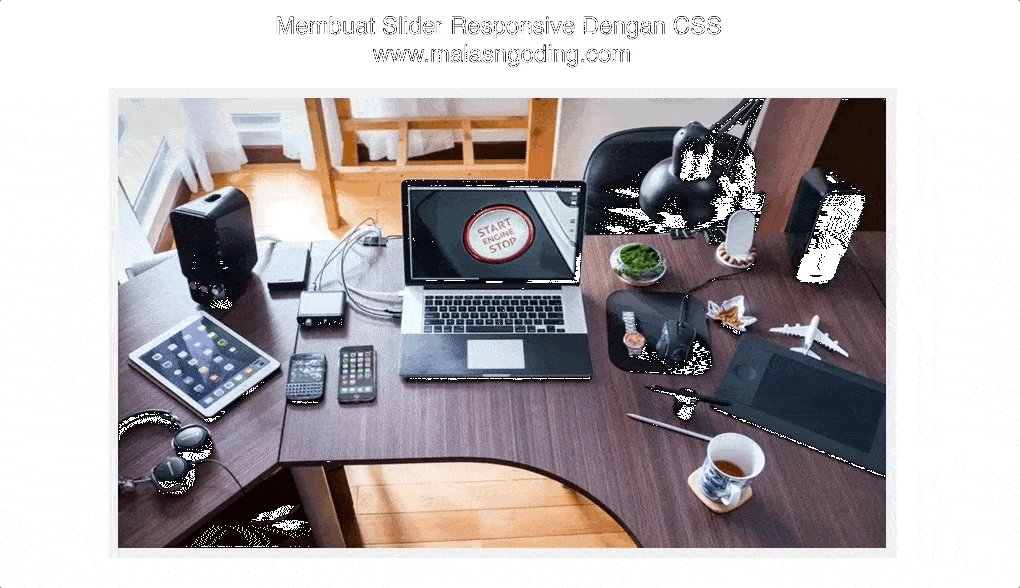 Membuat Slider Responsive Dengan CSS
www.malasngoding.com
START
ENGINE
STOP